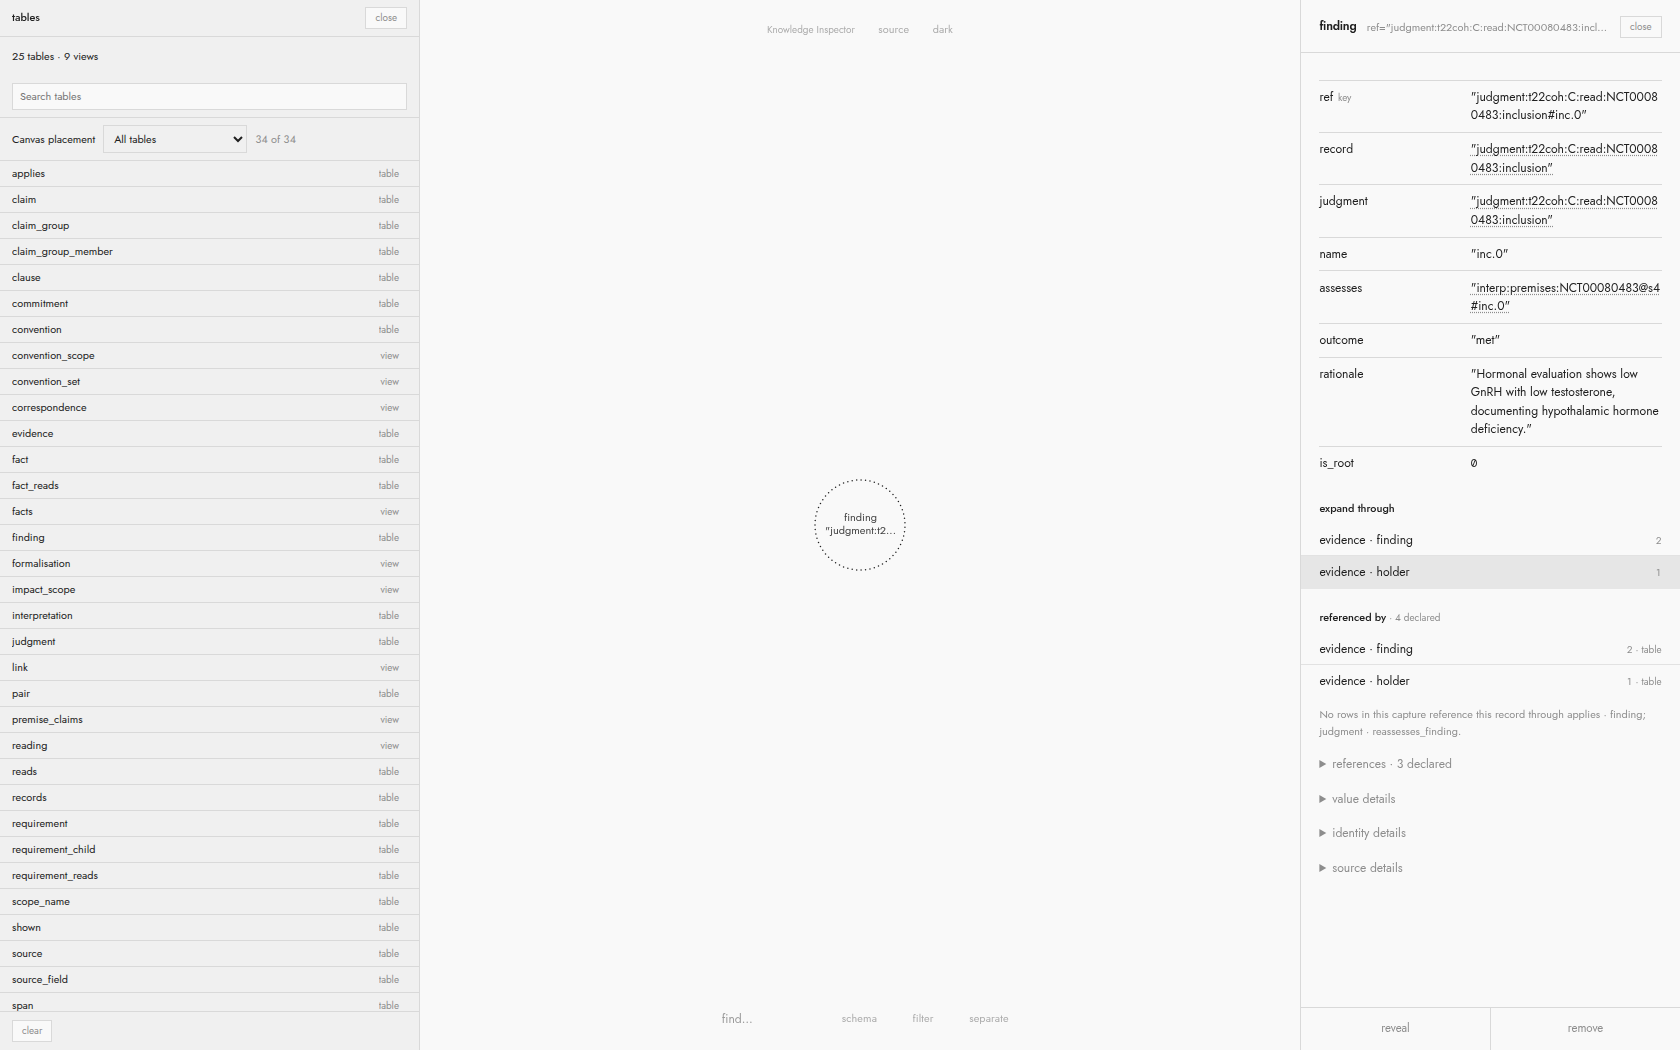 tables
close
25 tables · 9 views
Search tables
Canvas placement All tables 34 of 34
applies table
claim table
claim_group table
claim_group_member table
clause table
commitment table
convention table
convention_scope view
convention_set view
correspondence view
evidence table
fact table
fact_reads table
facts view
finding table
formalisation view
impact_scope view
interpretation table
judgment table
link view
pair table
premise_claims view
reading view
reads table
records table
requirement table
requirement_child table
requirement_reads table
scope_name table
shown table
source table
source_field table
span table
clear
Knowledge Inspector source dark
finding
"judgment:t2...
find... schema filter separate
finding ref="judgment:t22coh:C:read:NCT00080483:incl... close
ref key "judgment:t22coh:C:read:NCT0008
0483:inclusion#inc.0"
record "judgment:t22coh:C:read:NCT0008
0483:inclusion"
judgment "judgment:t22coh:C:read:NCT0008
0483:inclusion"
name "inc.0"
assesses "interp:premises:NCT00080483@s4
#inc.0"
outcome "met"
rationale "Hormonal evaluation shows low
GnRH with low testosterone,
documenting hypothalamic hormone
deficiency."
is_root 0
expand through
evidence · finding 2
evidence · holder 1
referenced by · 4 declared
evidence · finding 2 · table
evidence · holder 1 · table
No rows in this capture reference this record through applies · finding;
judgment · reassesses_finding.
▶ references · 3 declared
▶ value details
▶ identity details
▶ source details
reveal remove